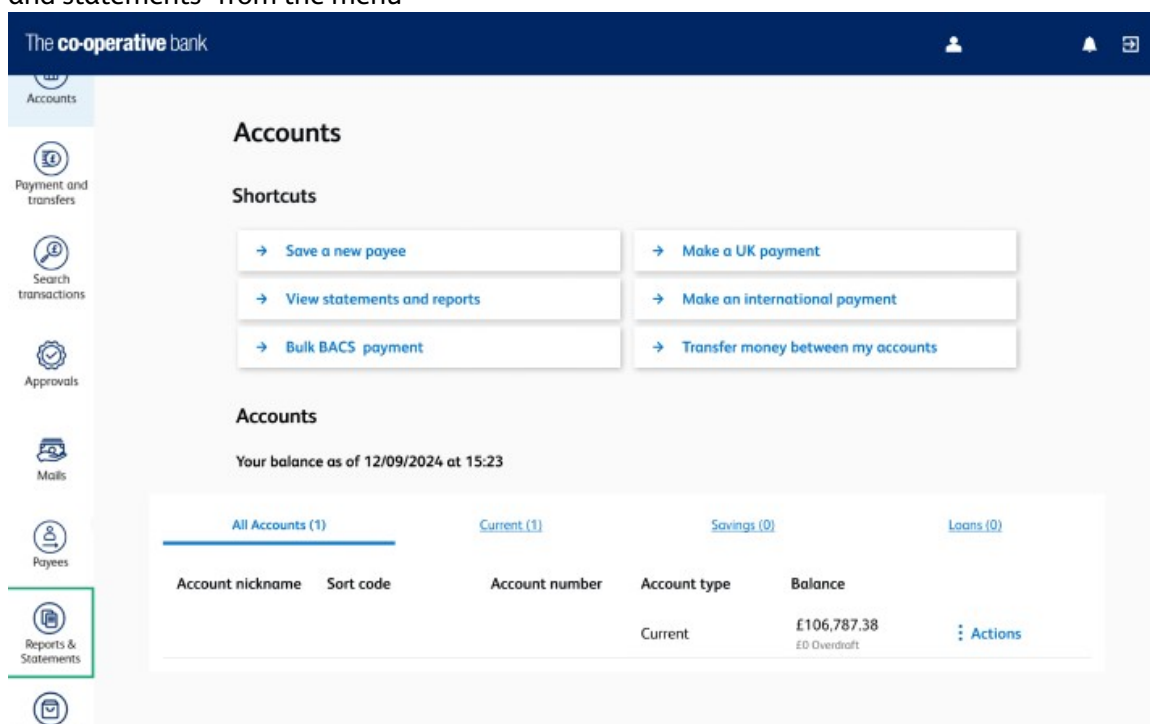 and statements" from the menu
The co-operative bank
Accounts
Payment and
transfers
Search
transactions
Approvals
Mails
Payees
Reports &
Statements
Accounts
Shortcuts
→ Save a new payee
→ Make a UK payment
→ View statements and reports
→ Make an international payment
→ Bulk BACS payment
→ Transfer money between my accounts
Accounts
Your balance as of 12/09/2024 at 15:23
All Accounts (1) Current (1) Savings (0) Loans (0)
Account nickname Sort code Account number Account type Balance
Current £106,787.38 Actions
£0 Overdraft